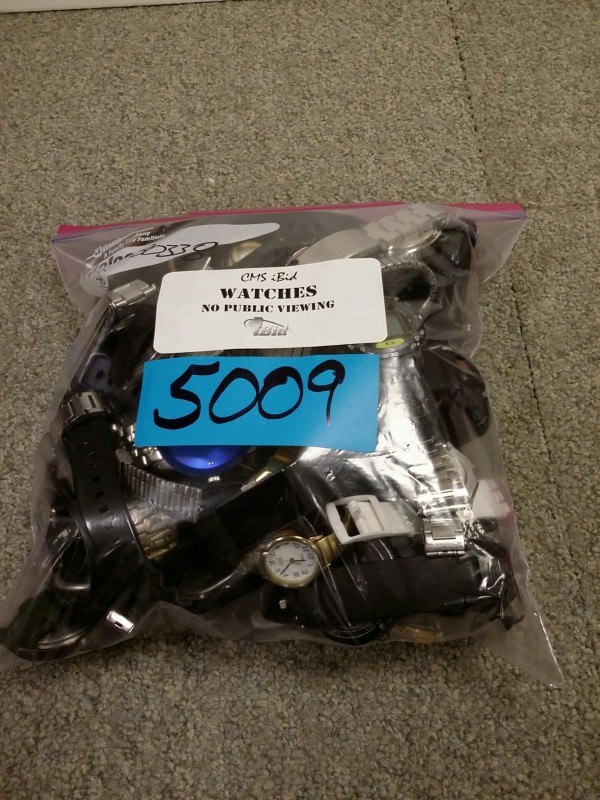 CMS iBid
WATCHES
NO PUBLIC VIEWING
iBid
5009